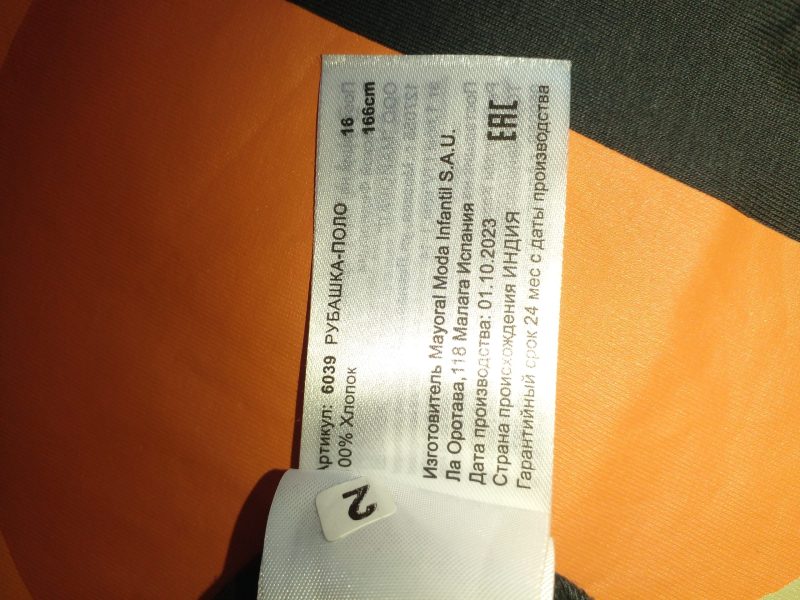 Артикул: 6039 РУБАШКА-ПОЛО 16
00% Хлопок 166cm
Изготовитель Mayoral Moda Infantil S.A.U.
Ла Оротава,118 Малага Испания
Дата производства: 01.10.2023
Страна происхождения ИНДИЯ EAC
Гарантийный срок 24 мес с даты производства
2